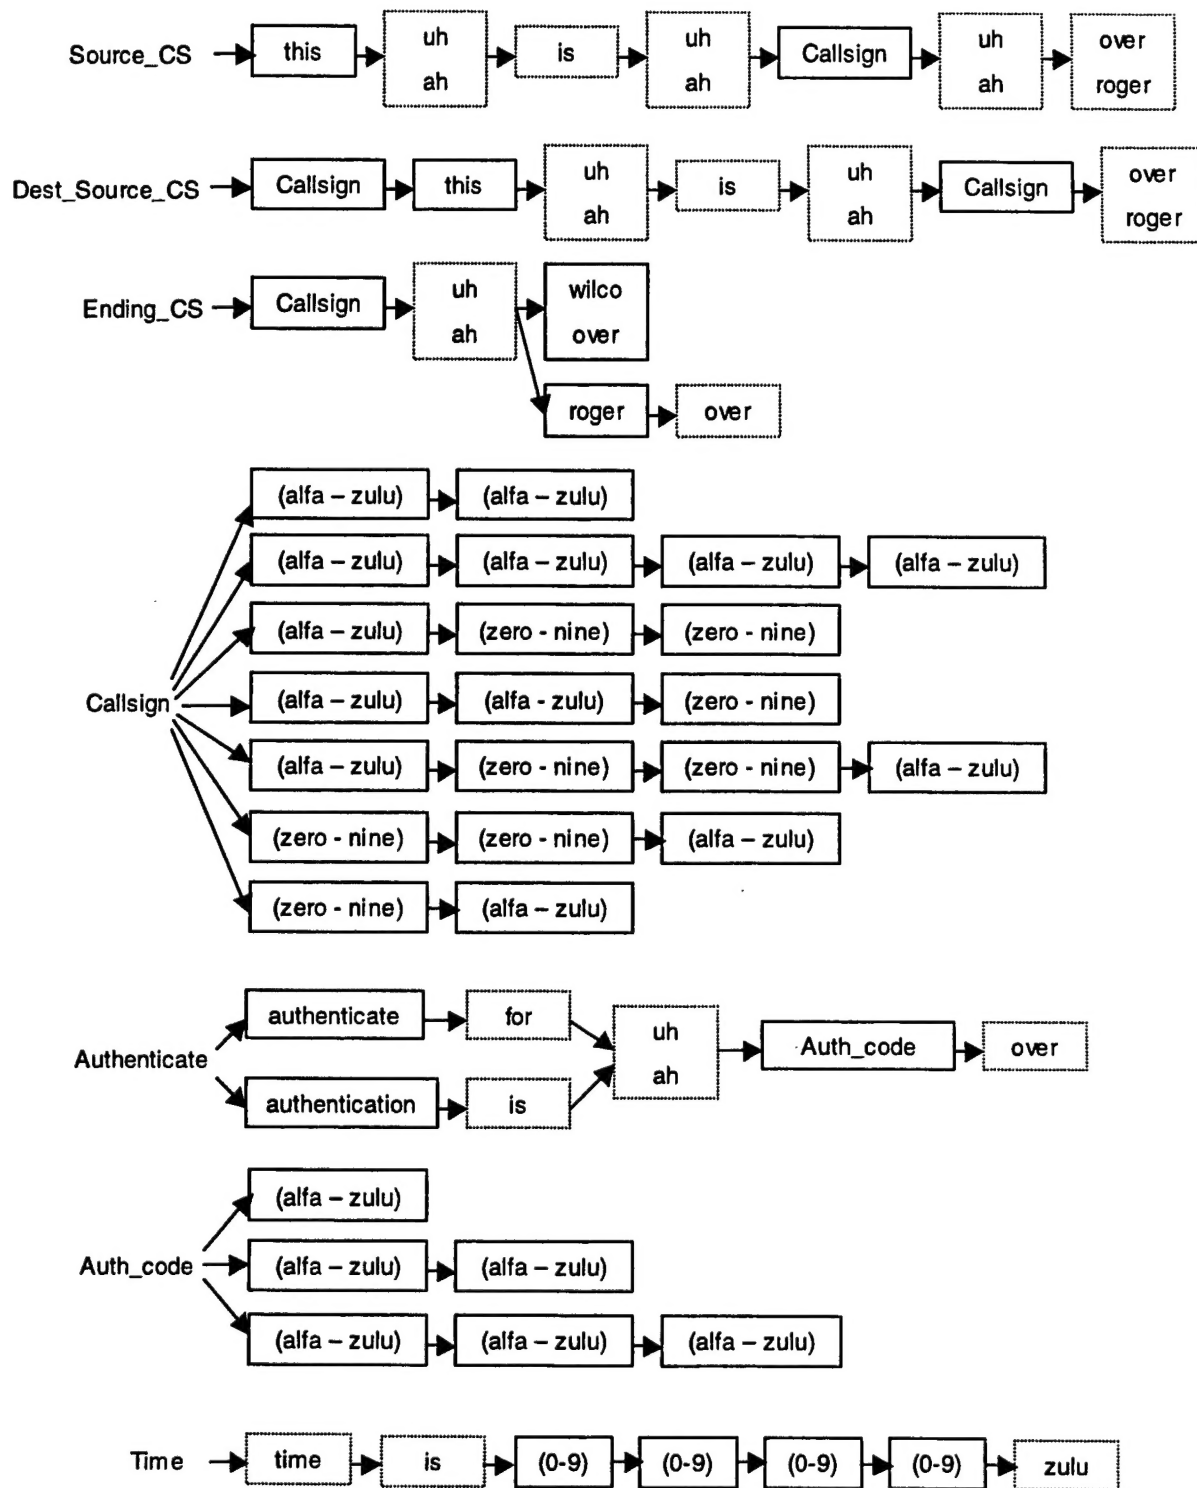 Source_CS this uh is uh Callsign uh over
ah ah ah roger
Dest_Source_CS Callsign this uh is uh Callsign over
ah ah roger
Ending_CS Callsign uh wilco
ah over
roger over
(alfa – zulu) (alfa – zulu)
(alfa – zulu) (alfa – zulu) (alfa – zulu) (alfa – zulu)
(alfa – zulu) (zero - nine) (zero - nine)
Callsign (alfa – zulu) (alfa - zulu) (zero - nine)
(alfa – zulu) (zero - nine) (zero - nine) (alfa – zulu)
(zero - nine) (zero - nine) (alfa – zulu)
(zero - nine) (alfa – zulu)
authenticate for uh Auth_code over
Authenticate ah
authentication is
(alfa – zulu)
Auth_code (alfa – zulu) (alfa – zulu)
(alfa – zulu) (alfa – zulu) (alfa – zulu)
Time time is (0-9) (0-9) (0-9) (0-9) zulu